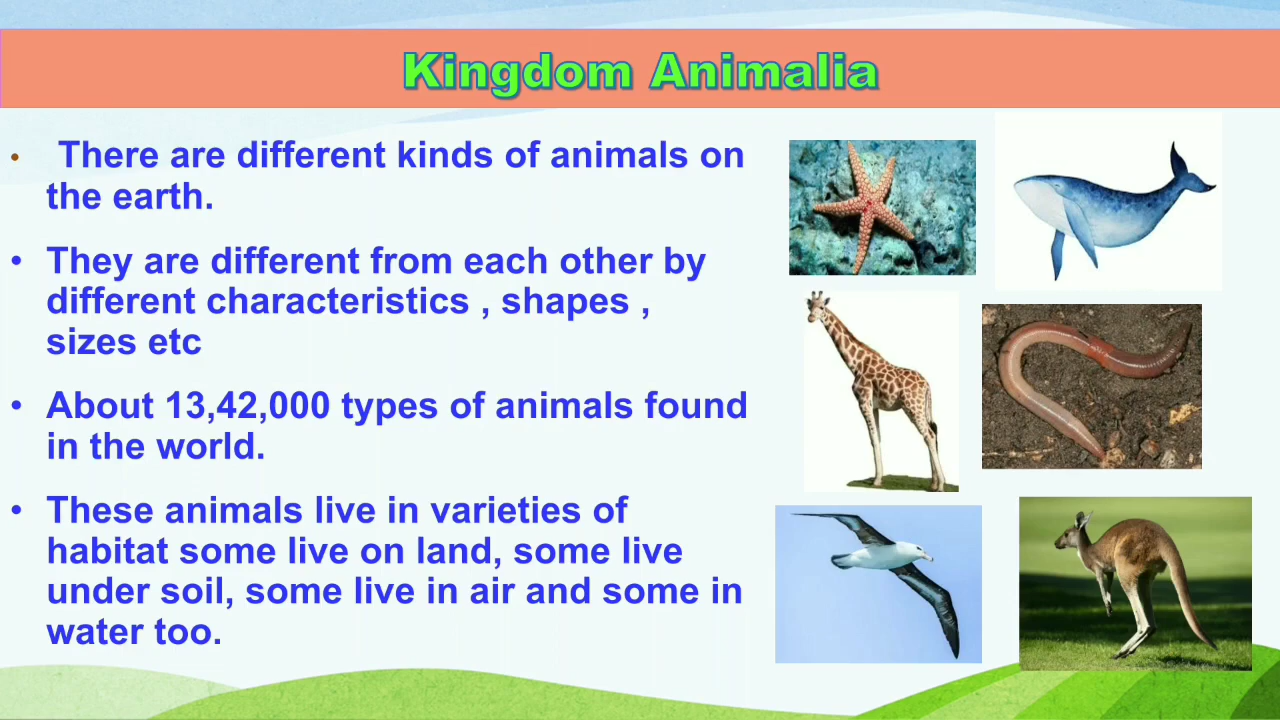 Kingdom Animalia
• There are different kinds of animals on
the earth.
• They are different from each other by
different characteristics , shapes ,
sizes etc
• About 13,42,000 types of animals found
in the world.
• These animals live in varieties of
habitat some live on land, some live
under soil, some live in air and some in
water too.